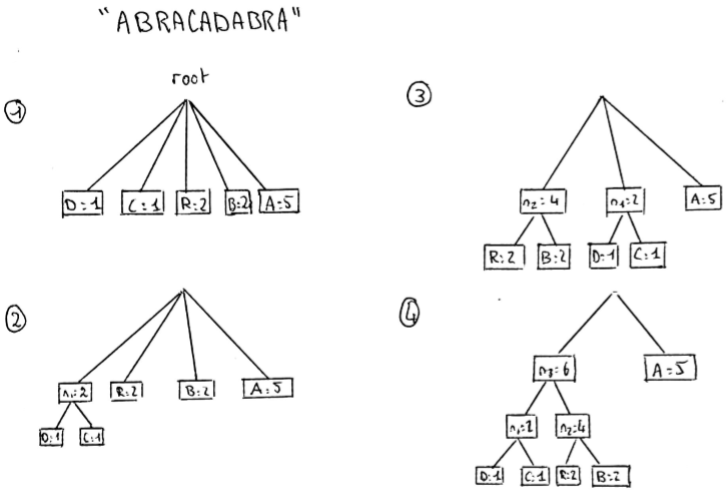 "ABRACADABRA"
① root
D:1 C:1 R:2 B:2 A:5
②
n₁:2 R:2 B:2 A:5
D:1 C:1
③
n₂:4 n₁:2 A:5
R:2 B:2 D:1 C:1
④
n₃:6 A:5
n₁:2 n₂:4
D:1 C:1 R:2 B:2